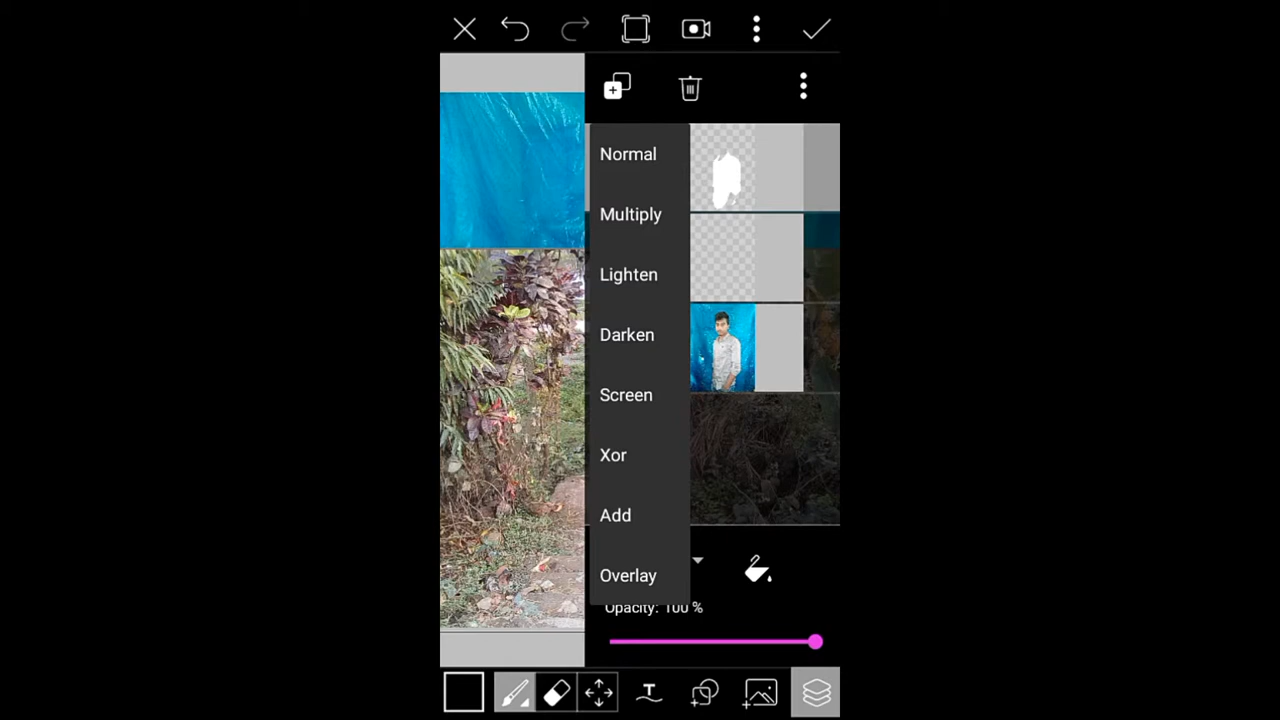 Normal
Multiply
Lighten
Darken
Screen
Xor
Add
Overlay
Opacity: 100 %
T